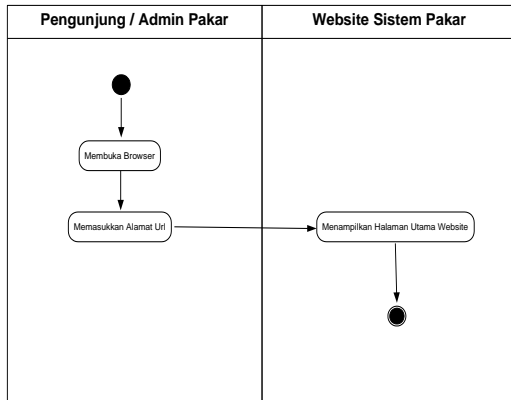 Pengunjung / Admin Pakar
Website Sistem Pakar
Membuka Browser
Memasukkan Alamat Url
Menampilkan Halaman Utama Website